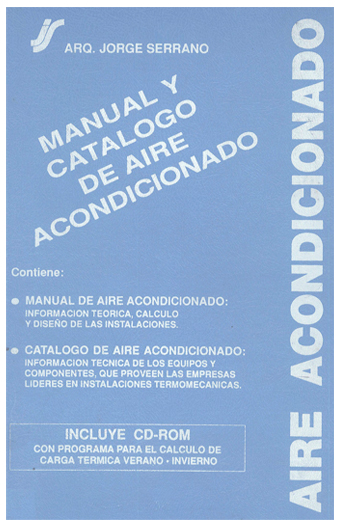 ARQ. JORGE SERRANO
MANUAL Y
CATALOGO
DE AIRE
ACONDICIONADO
AIRE ACONDICIONADO
Contiene:
● MANUAL DE AIRE ACONDICIONADO:
INFORMACION TEORICA, CALCULO
Y DISEÑO DE LAS INSTALACIONES.
● CATALOGO DE AIRE ACONDICIONADO:
INFORMACION TECNICA DE LOS EQUIPOS Y
COMPONENTES, QUE PROVEEN LAS EMPRESAS
LIDERES EN INSTALACIONES TERMOMECANICAS.
INCLUYE CD-ROM
CON PROGRAMA PARA EL CALCULO DE
CARGA TERMICA VERANO - INVIERNO